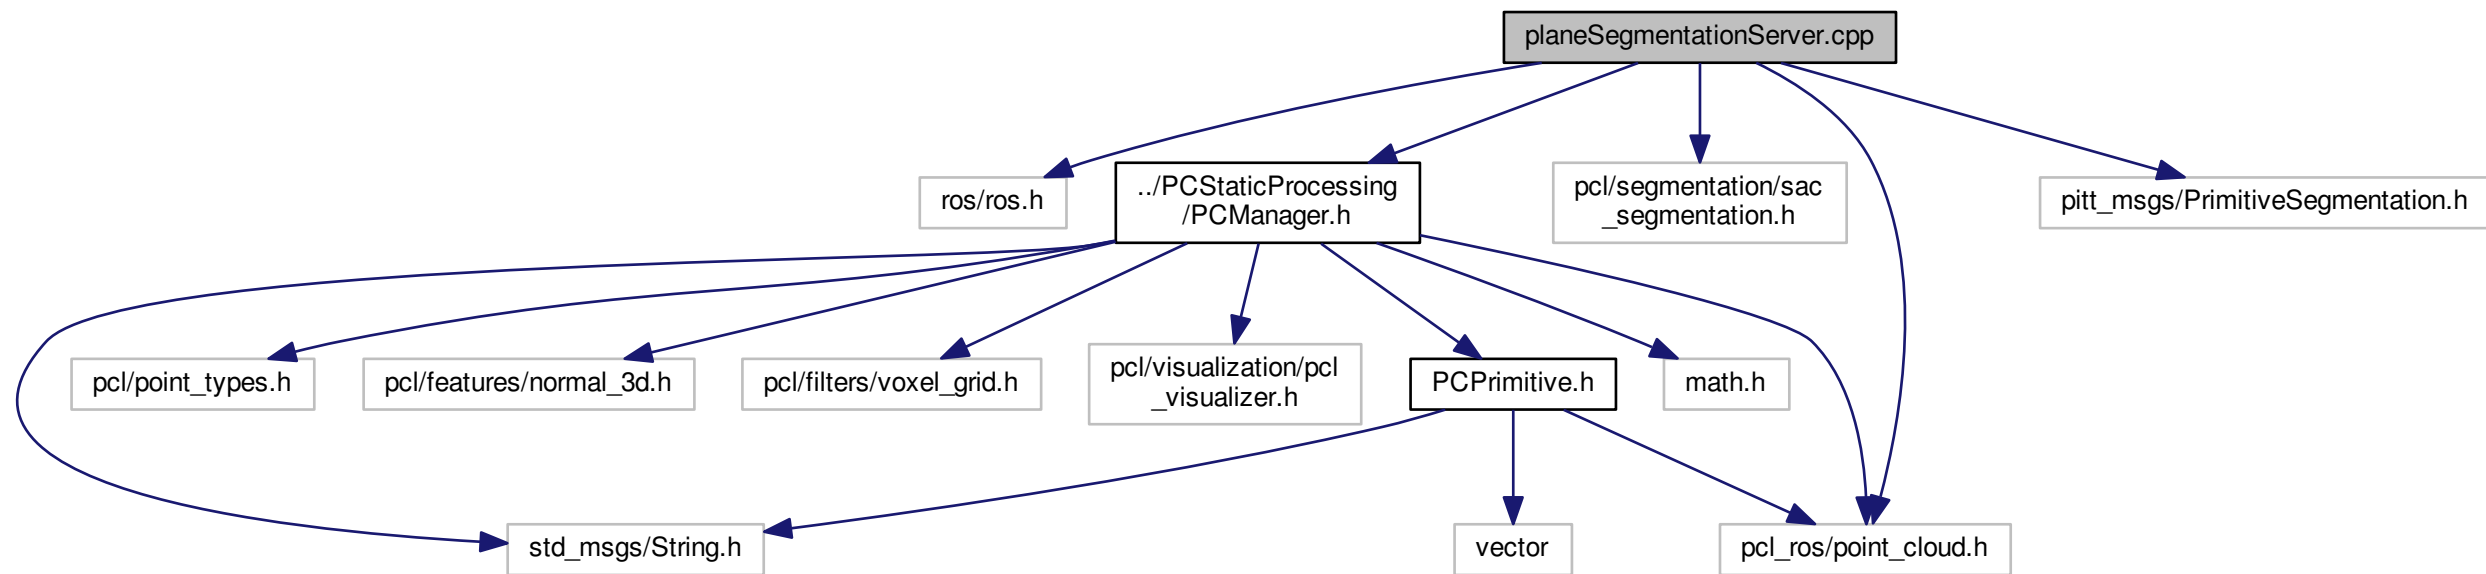 planeSegmentationServer.cpp
ros/ros.h
../PCStaticProcessing
/PCManager.h
pcl/segmentation/sac
_segmentation.h
pitt_msgs/PrimitiveSegmentation.h
pcl/point_types.h
pcl/features/normal_3d.h
pcl/filters/voxel_grid.h
pcl/visualization/pcl
_visualizer.h
PCPrimitive.h
math.h
std_msgs/String.h
vector
pcl_ros/point_cloud.h